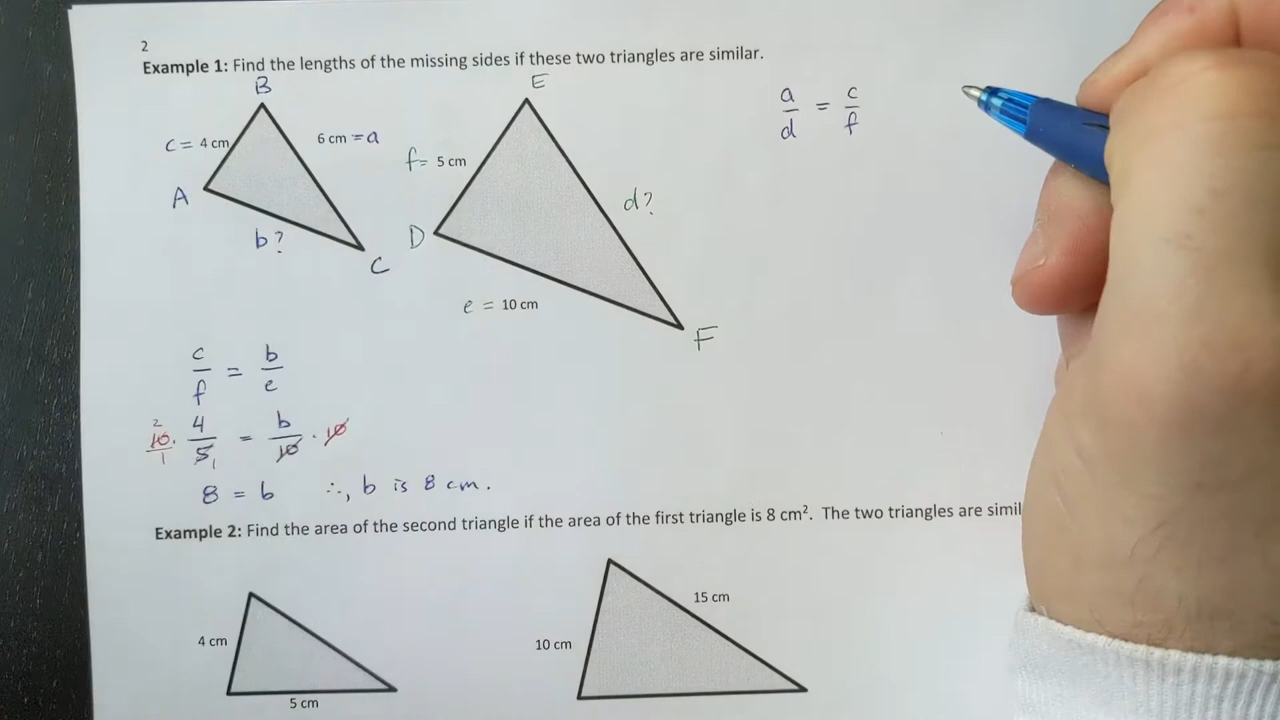 2
Example 1: Find the lengths of the missing sides if these two triangles are similar.
B
E
a/d = c/f
c = 4 cm
6 cm = a
f = 5 cm
A
d?
b?
D
C
e = 10 cm
F
c/f = b/e
2
10/1 · 4/5 1 = b/10 · 10
8 = b ∴, b is 8 cm.
Example 2: Find the area of the second triangle if the area of the first triangle is 8 cm². The two triangles are simil
15 cm
4 cm
10 cm
5 cm